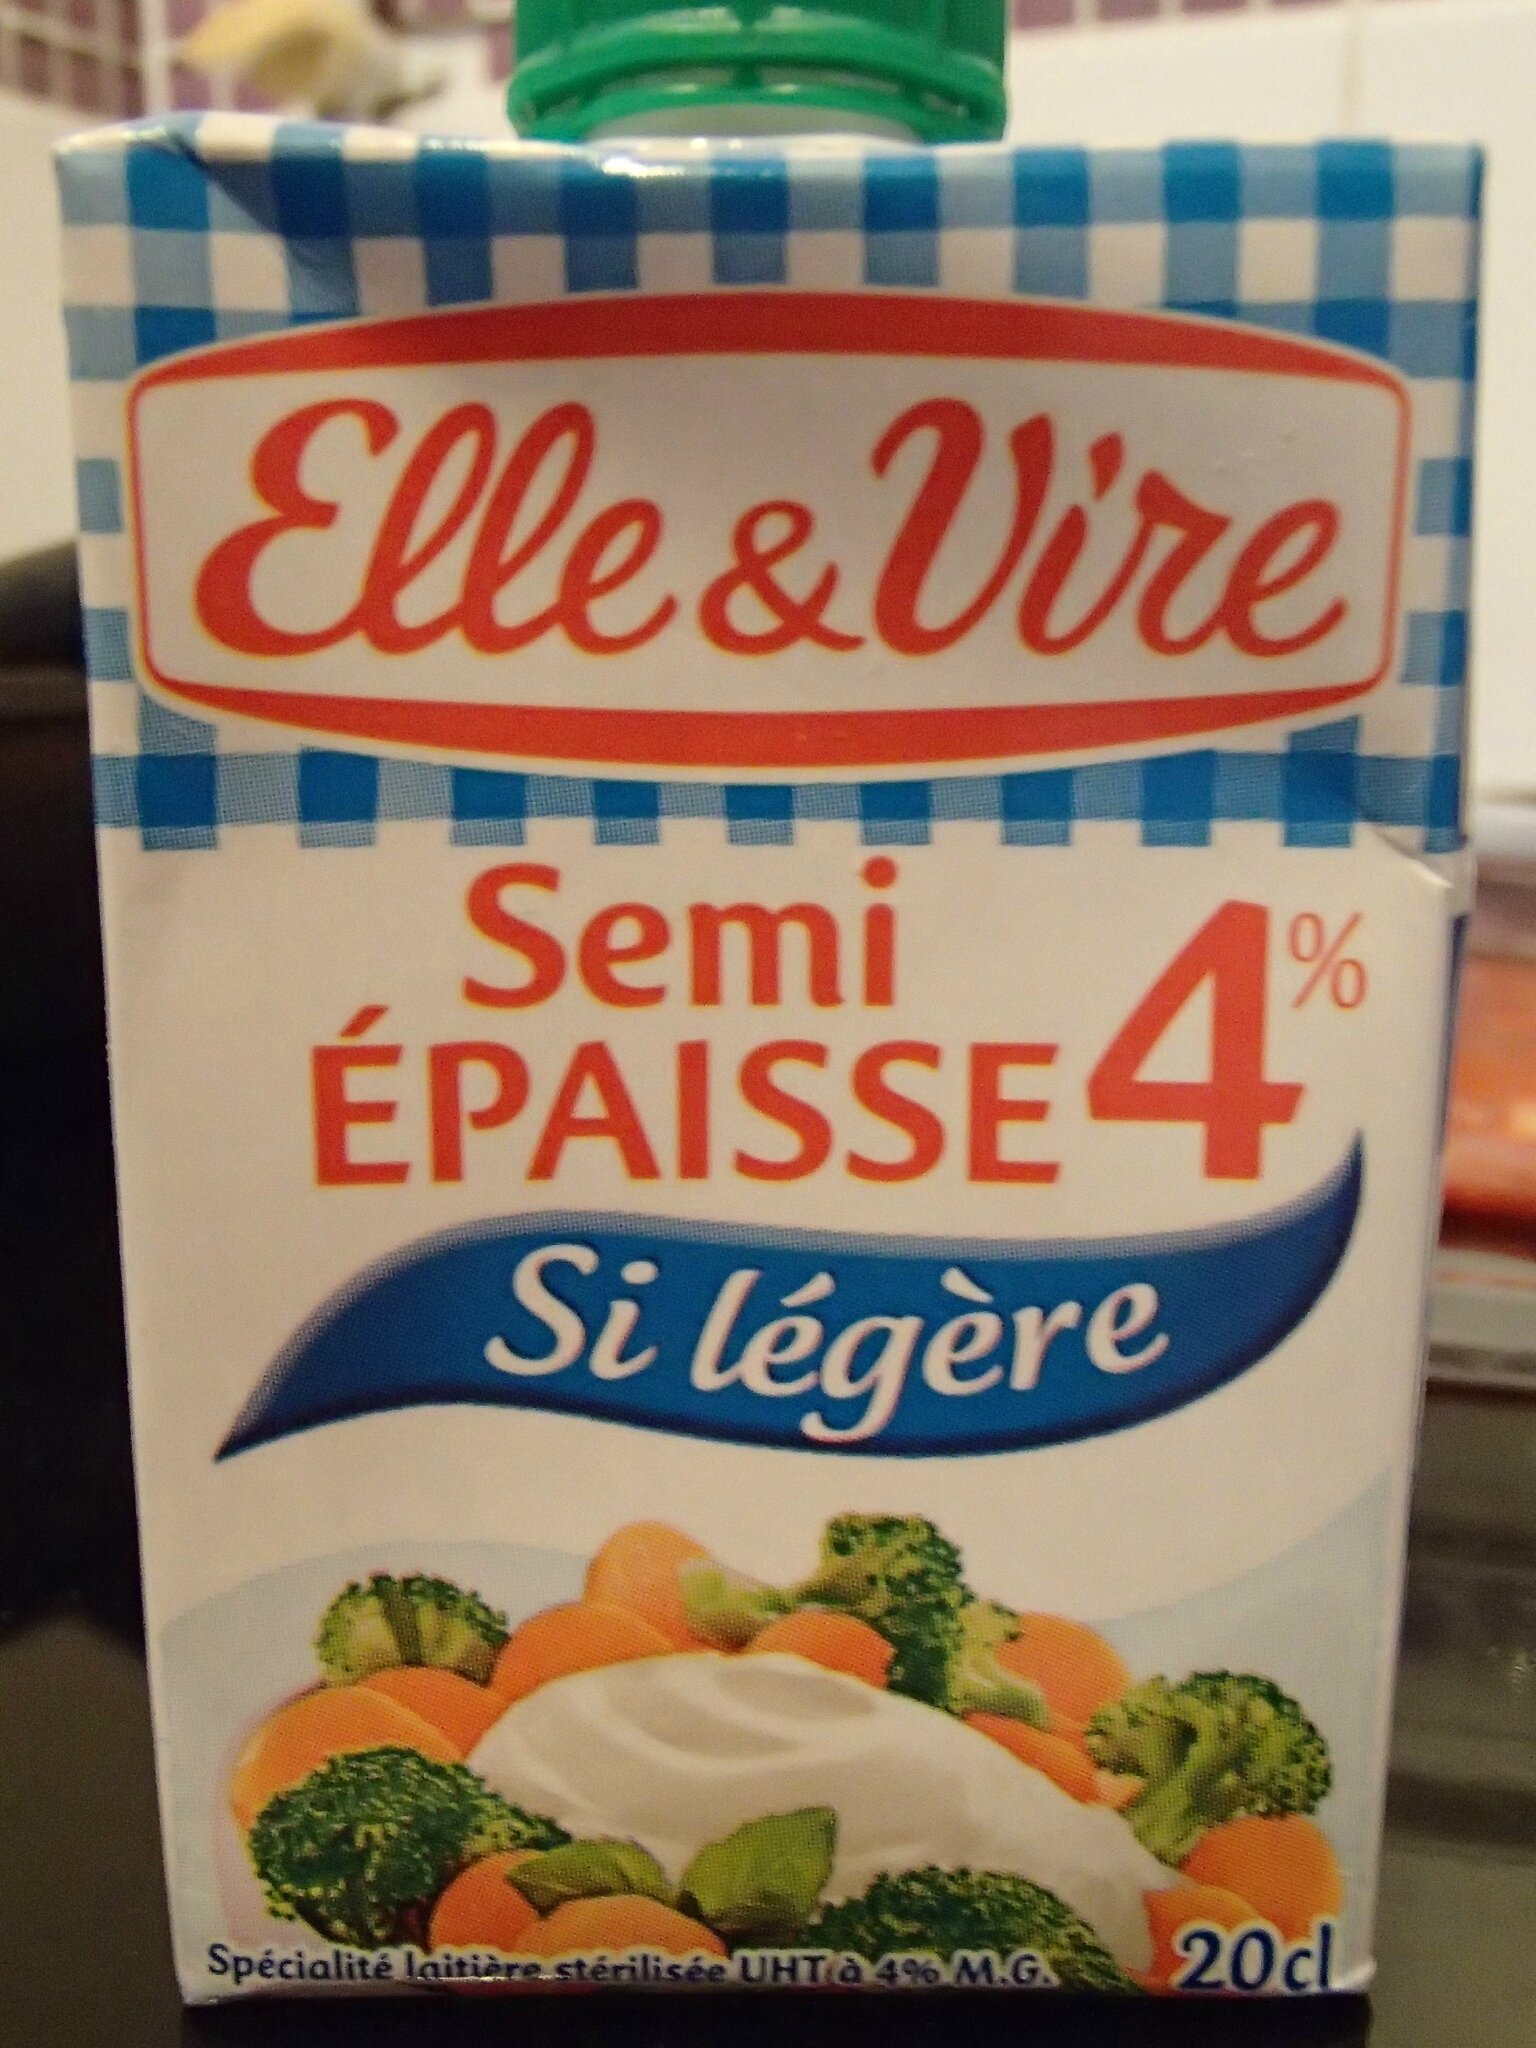 Elle & Vire
Semi
ÉPAISSE 4%
Si légère
Spécialité laitière stérilisée UHT à 4% M.G.
20cl